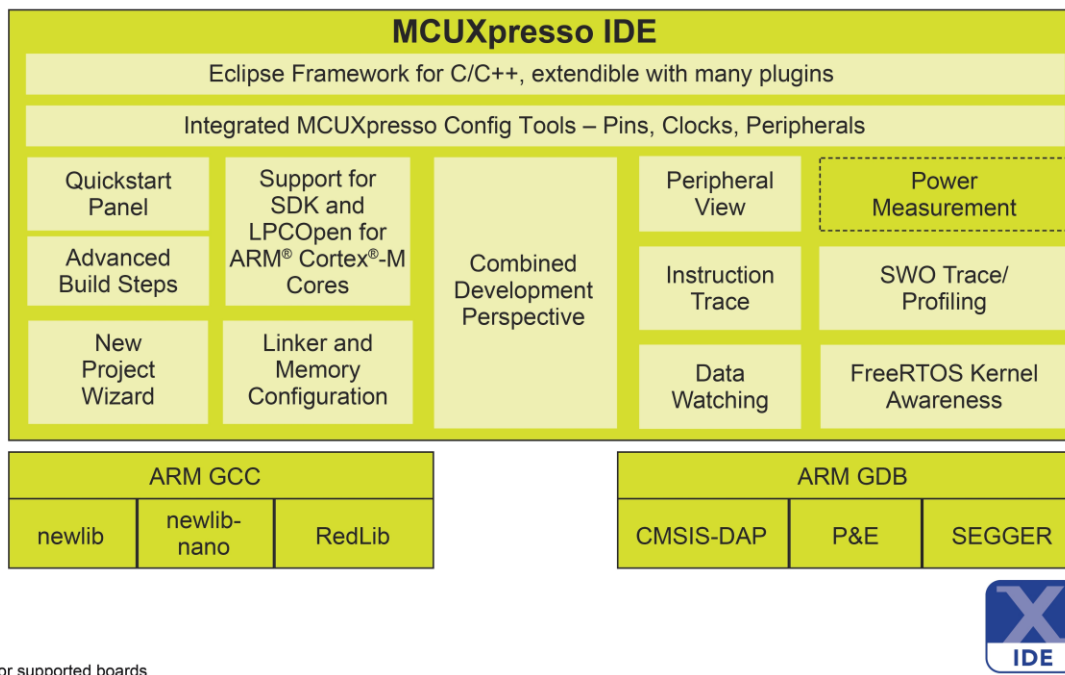 MCUXpresso IDE
Eclipse Framework for C/C++, extendible with many plugins
Integrated MCUXpresso Config Tools – Pins, Clocks, Peripherals
Quickstart
Panel
Advanced
Build Steps
New
Project
Wizard
Support for
SDK and
LPCOpen for
ARM® Cortex®-M
Cores
Linker and
Memory
Configuration
Combined
Development
Perspective
Peripheral
View
Instruction
Trace
Data
Watching
Power
Measurement
SWO Trace/
Profiling
FreeRTOS Kernel
Awareness
ARM GCC
newlib
newlib-
nano
RedLib
ARM GDB
CMSIS-DAP
P&E
SEGGER
X
IDE
or supported boards